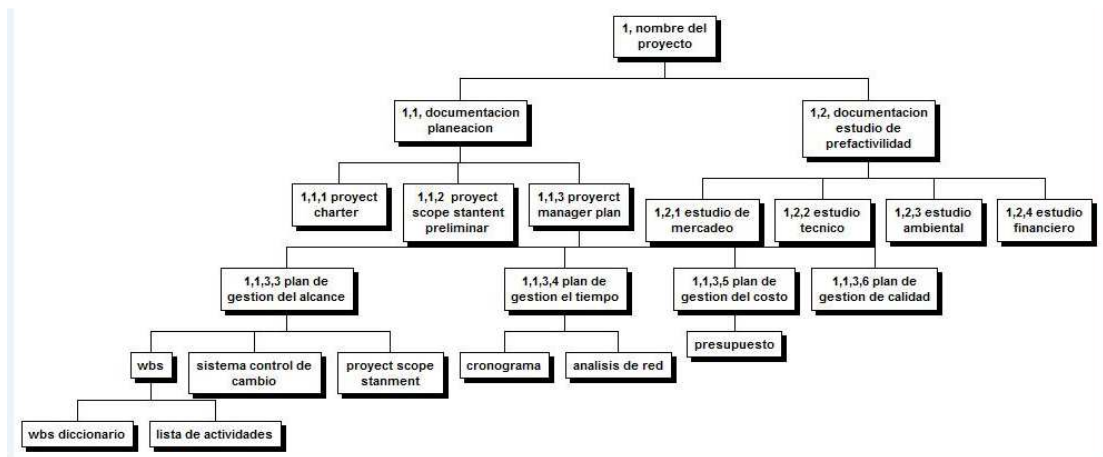 1, nombre del
proyecto
1,1, documentacion
planeacion
1,2, documentacion
estudio de
prefactivilidad
1,1,1 proyect
charter
1,1,2 proyect
scope stantent
preliminar
1,1,3 proyerct
manager plan
1,2,1 estudio de
mercadeo
1,2,2 estudio
tecnico
1,2,3 estudio
ambiental
1,2,4 estudio
financiero
1,1,3,3 plan de
gestion del alcance
1,1,3,4 plan de
gestion el tiempo
1,1,3,5 plan de
gestion del costo
1,1,3,6 plan de
gestion de calidad
wbs
sistema control de
cambio
proyect scope
stanment
cronograma
analisis de red
presupuesto
wbs diccionario
lista de actividades